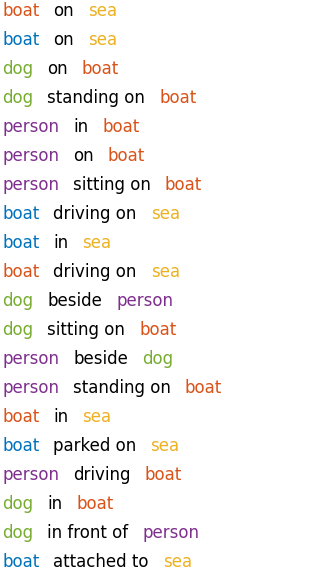 boat on sea
boat on sea
dog on boat
dog standing on boat
person in boat
person on boat
person sitting on boat
boat driving on sea
boat in sea
boat driving on sea
dog beside person
dog sitting on boat
person beside dog
person standing on boat
boat in sea
boat parked on sea
person driving boat
dog in boat
dog in front of person
boat attached to sea